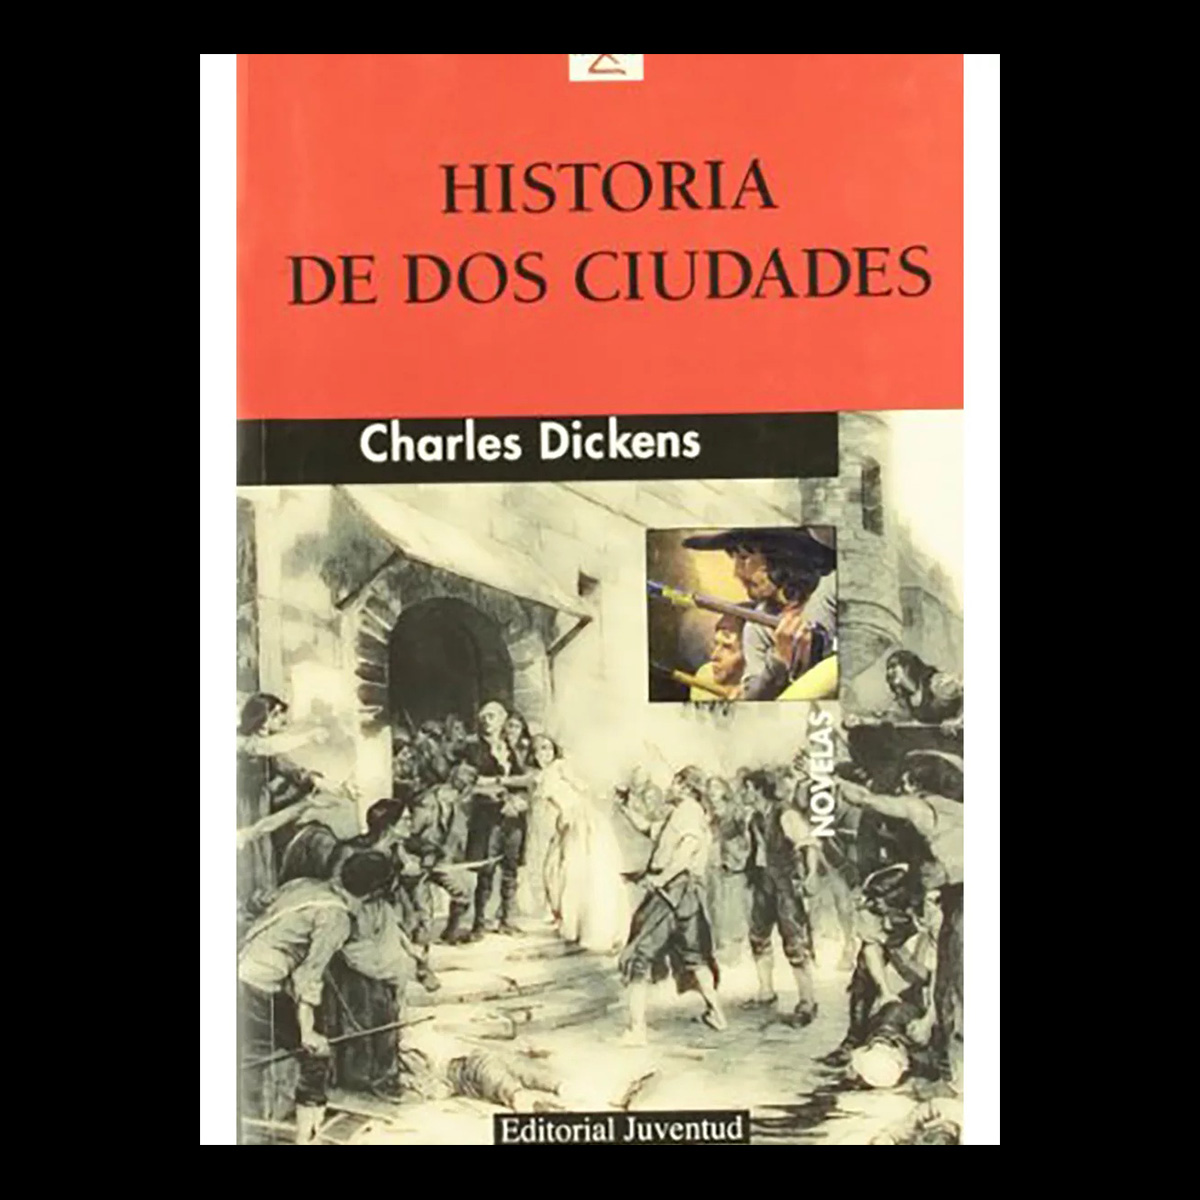 HISTORIA
DE DOS CIUDADES
Charles Dickens
NOVELAS
Editorial Juventud